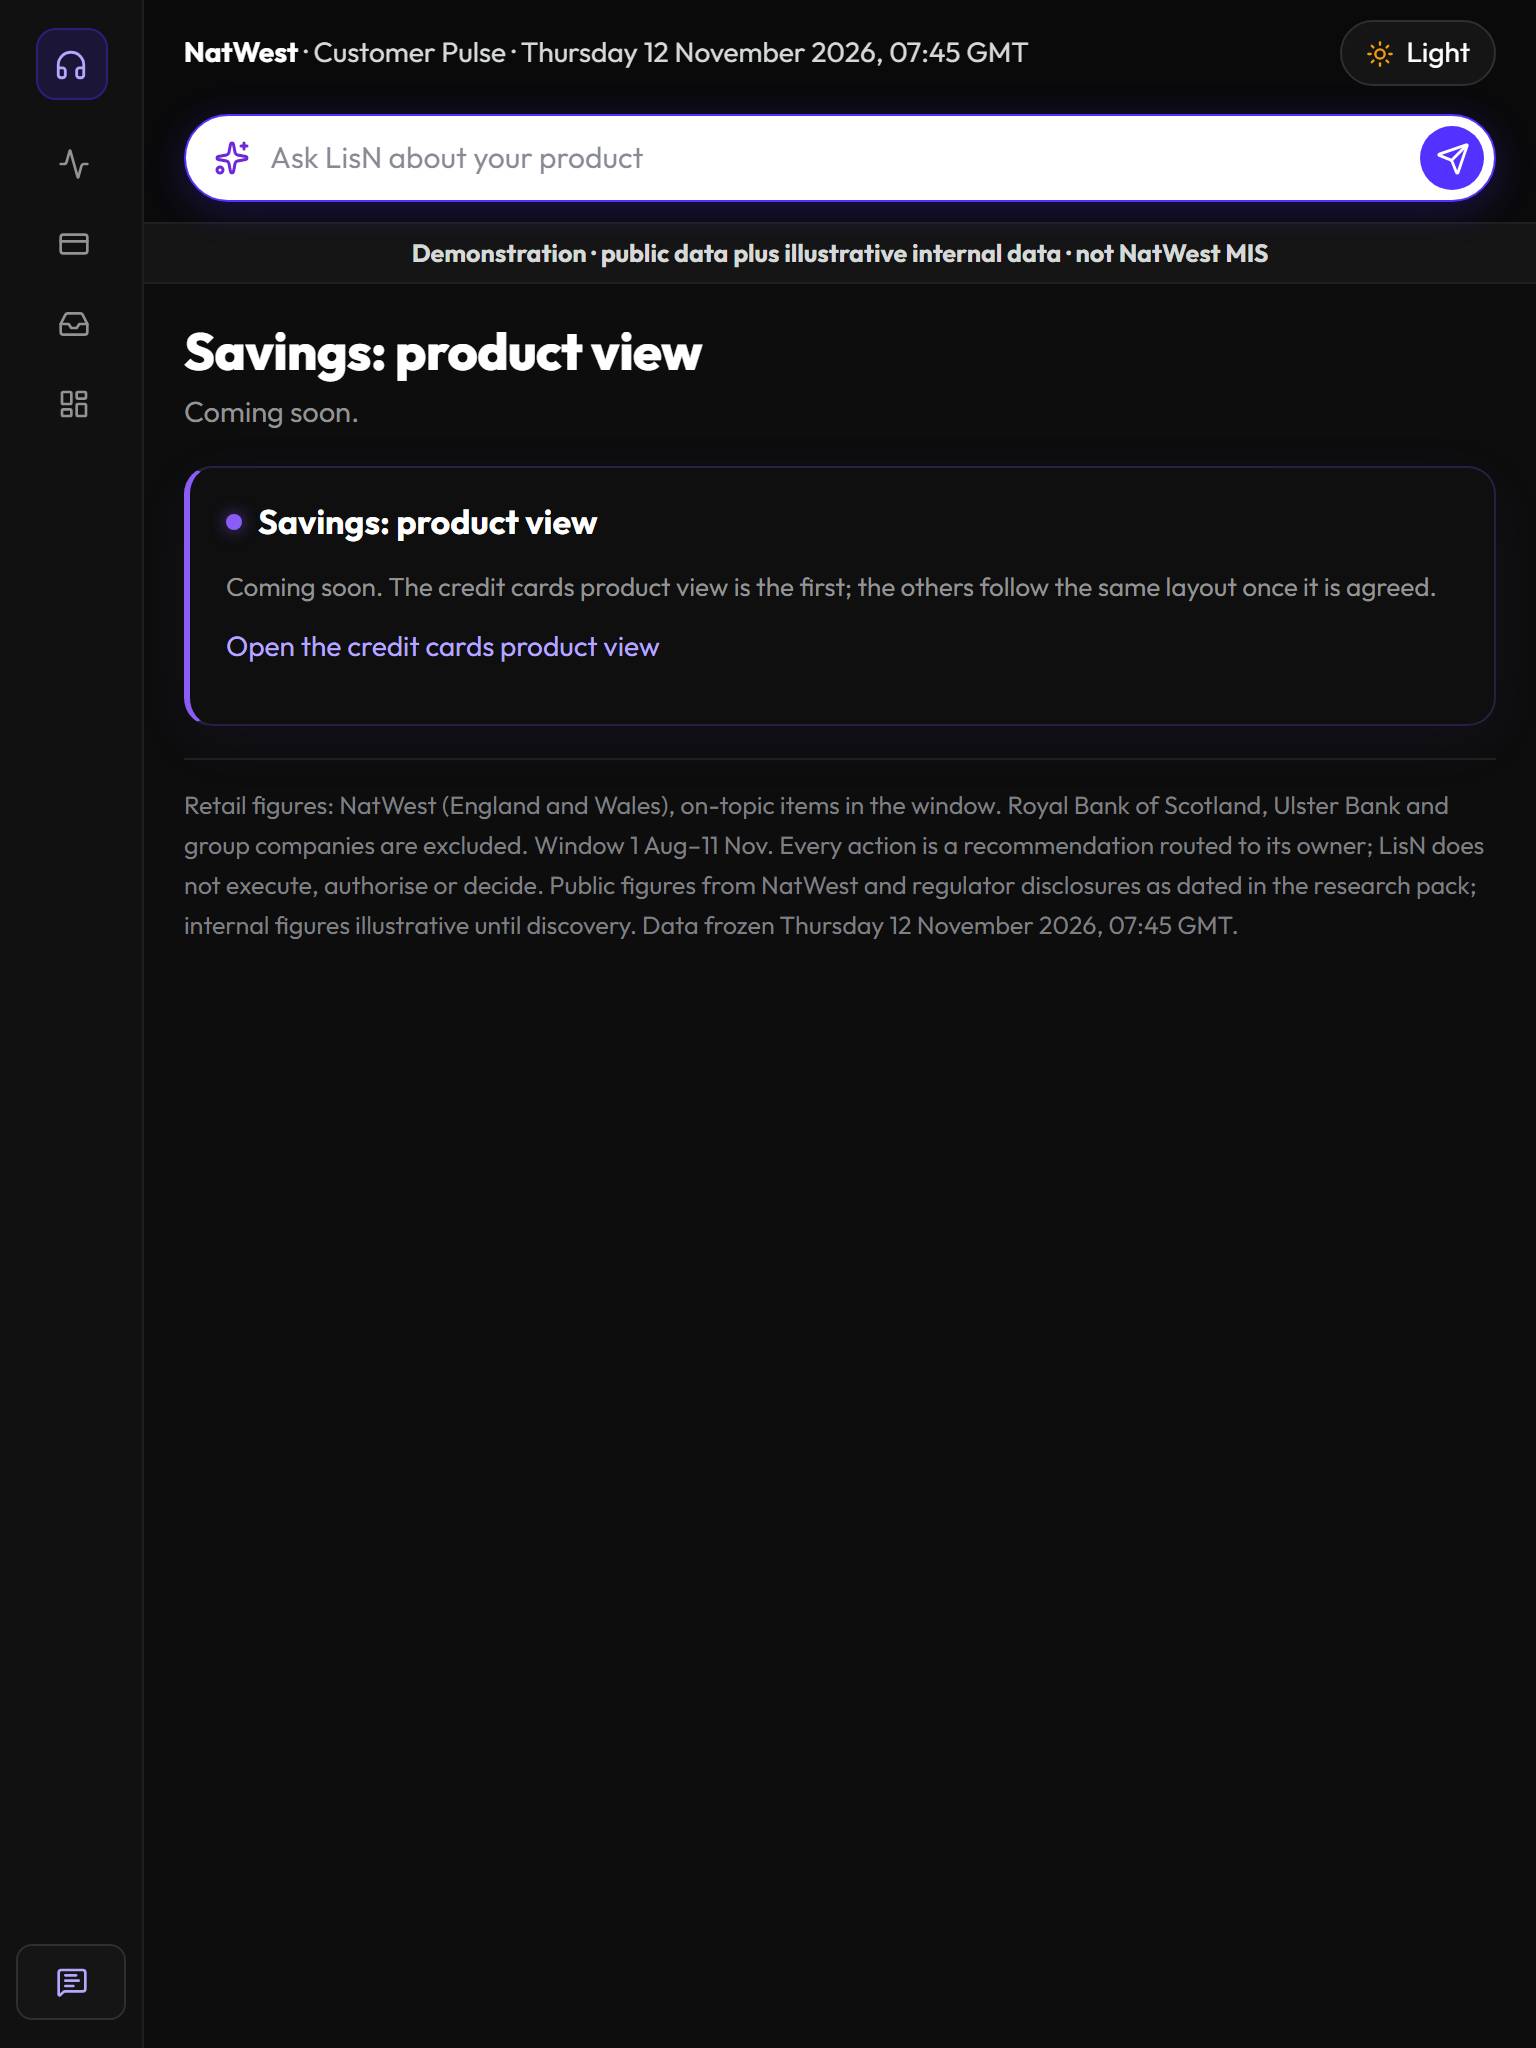 NatWest · Customer Pulse · Thursday 12 November 2026, 07:45 GMT
Light
Ask LisN about your product
Demonstration · public data plus illustrative internal data · not NatWest MIS
Savings: product view
Coming soon.
Savings: product view
Coming soon. The credit cards product view is the first; the others follow the same layout once it is agreed.
Open the credit cards product view
Retail figures: NatWest (England and Wales), on-topic items in the window. Royal Bank of Scotland, Ulster Bank and
group companies are excluded. Window 1 Aug–11 Nov. Every action is a recommendation routed to its owner; LisN does
not execute, authorise or decide. Public figures from NatWest and regulator disclosures as dated in the research pack;
internal figures illustrative until discovery. Data frozen Thursday 12 November 2026, 07:45 GMT.